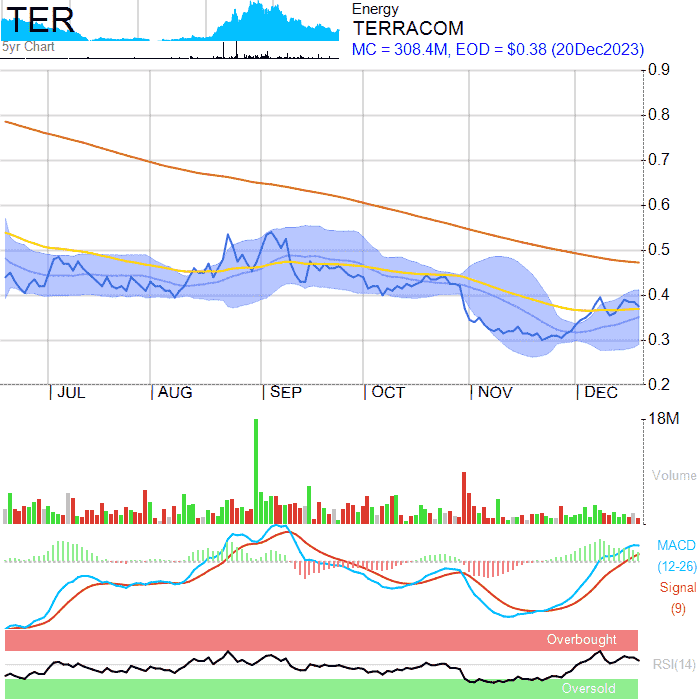 TER
5yr Chart
Energy
TERRACOM
MC = 308.4M, EOD = $0.38 (20Dec2023)
0.9
0.8
0.7
0.6
0.5
0.4
0.3
0.2
JUL AUG SEP OCT NOV DEC
18M
Volume
MACD
(12-26)
Signal
(9)
Overbought
RSI(14)
Oversold